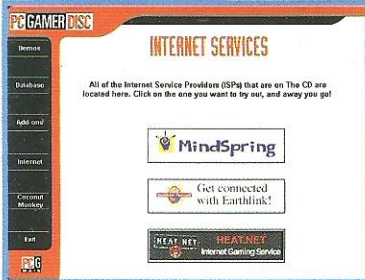 PC GAMER DISC
INTERNET SERVICES
Demos
Database
Add-ons/
Internet
Coconut
Monkey
Exit
PCG
MAIN
All of the Internet Service Providers (ISPs) that are on The CD are
located here. Click on the one you want to try out, and away you go!
MindSpring
Get connected
with Earthlink!
HEAT.NET
HEAT.NET
Internet Gaming Service